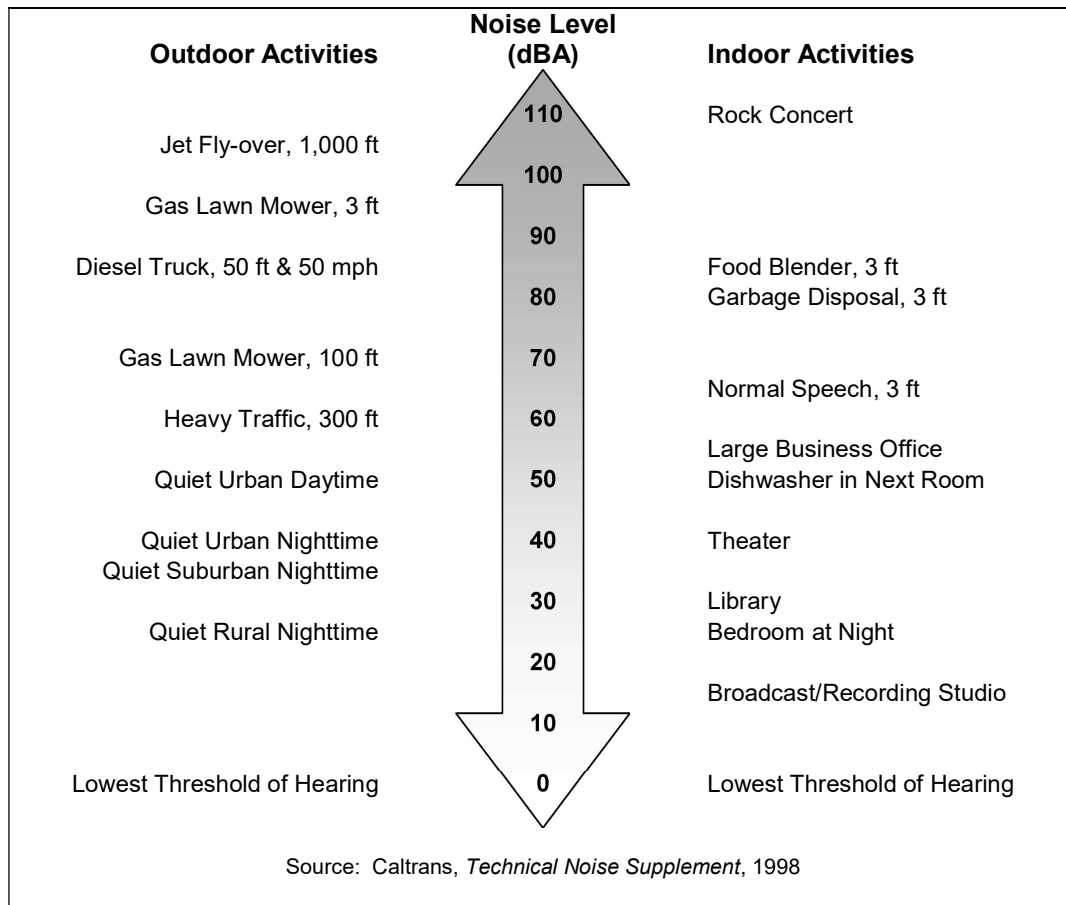 Noise Level
Outdoor Activities (dBA) Indoor Activities
110 Rock Concert
Jet Fly-over, 1,000 ft
100
Gas Lawn Mower, 3 ft
90
Diesel Truck, 50 ft & 50 mph Food Blender, 3 ft
80 Garbage Disposal, 3 ft
Gas Lawn Mower, 100 ft 70
Normal Speech, 3 ft
Heavy Traffic, 300 ft 60
Large Business Office
Quiet Urban Daytime 50 Dishwasher in Next Room
Quiet Urban Nighttime 40 Theater
Quiet Suburban Nighttime
30 Library
Quiet Rural Nighttime Bedroom at Night
20
Broadcast/Recording Studio
10
Lowest Threshold of Hearing 0 Lowest Threshold of Hearing
Source: Caltrans, Technical Noise Supplement, 1998